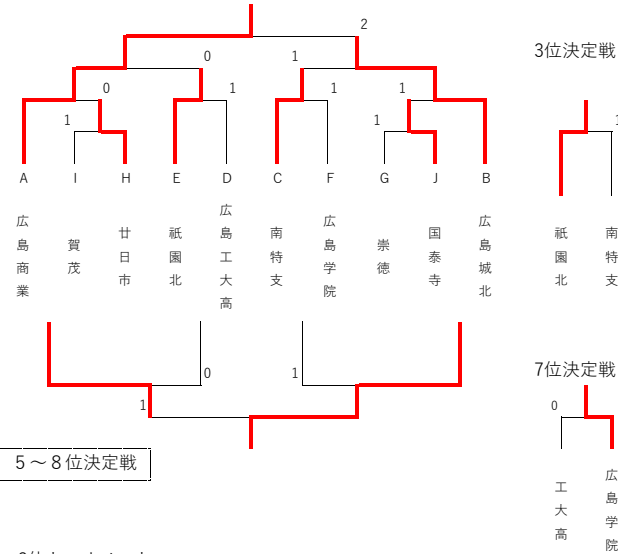 2
3位決定戦
0
1
0
1
1
1
1
1
1
A
I
H
E
D
C
F
G
J
B
広島商業
賀茂
廿日市
祇園北
広島工大高
南特支
広島学院
崇徳
国泰寺
広島城北
祇園北
南特支
0
1
7位決定戦
1
0
5～8位決定戦
工大高
広島学院